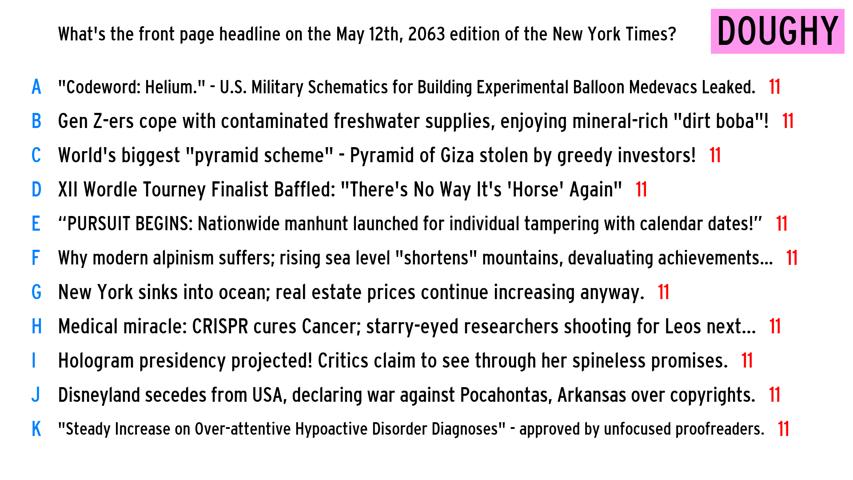 What's the front page headline on the May 12th, 2063 edition of the New York Times? DOUGHY
A "Codeword: Helium." - U.S. Military Schematics for Building Experimental Balloon Medevacs Leaked. 11
B Gen Z-ers cope with contaminated freshwater supplies, enjoying mineral-rich "dirt boba"! 11
C World's biggest "pyramid scheme" - Pyramid of Giza stolen by greedy investors! 11
D XII Wordle Tourney Finalist Baffled: "There's No Way It's 'Horse' Again" 11
E “PURSUIT BEGINS: Nationwide manhunt launched for individual tampering with calendar dates!” 11
F Why modern alpinism suffers; rising sea level "shortens" mountains, devaluating achievements... 11
G New York sinks into ocean; real estate prices continue increasing anyway. 11
H Medical miracle: CRISPR cures Cancer; starry-eyed researchers shooting for Leos next... 11
I Hologram presidency projected! Critics claim to see through her spineless promises. 11
J Disneyland secedes from USA, declaring war against Pocahontas, Arkansas over copyrights. 11
K "Steady Increase on Over-attentive Hypoactive Disorder Diagnoses" - approved by unfocused proofreaders. 11